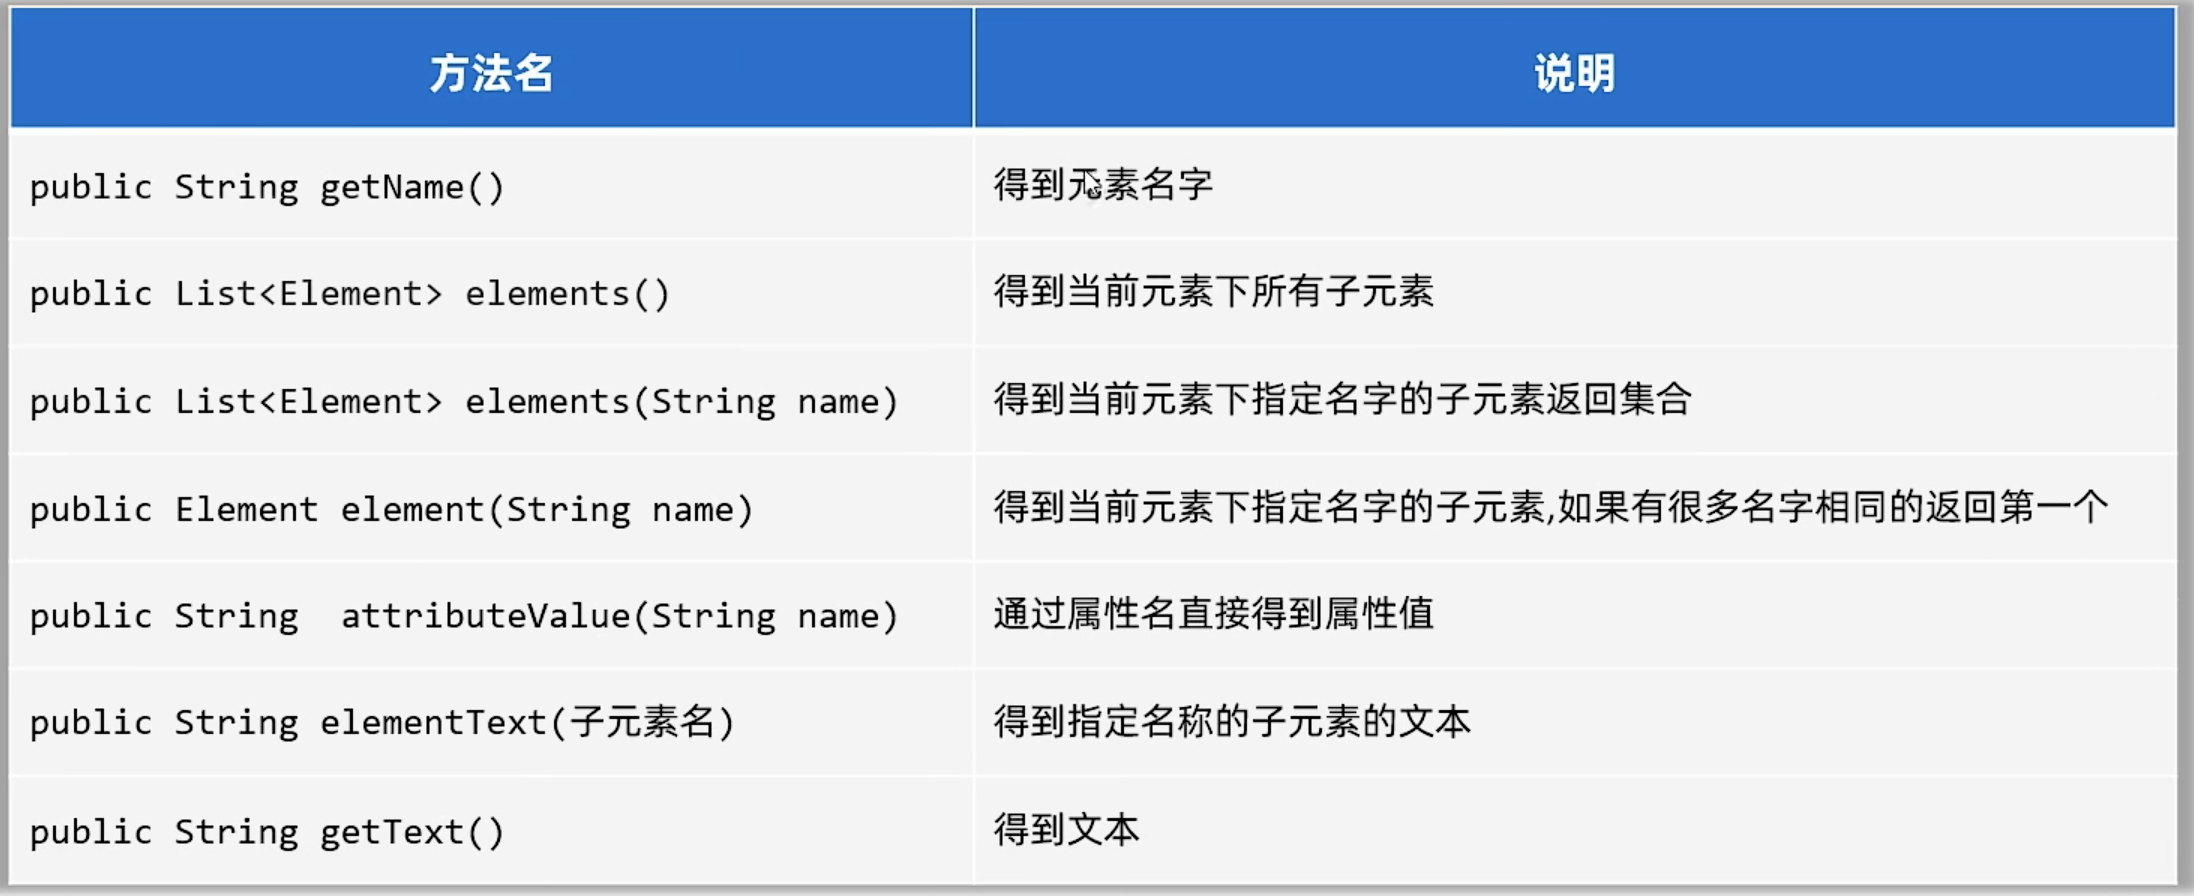 方法名 说明
public String getName() 得到元素名字
public List<Element> elements() 得到当前元素下所有子元素
public List<Element> elements(String name) 得到当前元素下指定名字的子元素返回集合
public Element element(String name) 得到当前元素下指定名字的子元素,如果有很多名字相同的返回第一个
public String  attributeValue(String name) 通过属性名直接得到属性值
public String elementText(子元素名) 得到指定名称的子元素的文本
public String getText() 得到文本